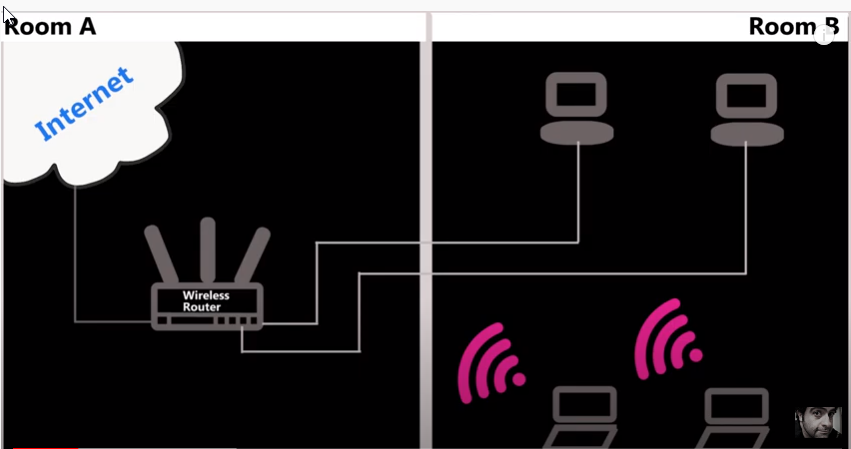 Room A
Room B
Internet
Wireless
Router